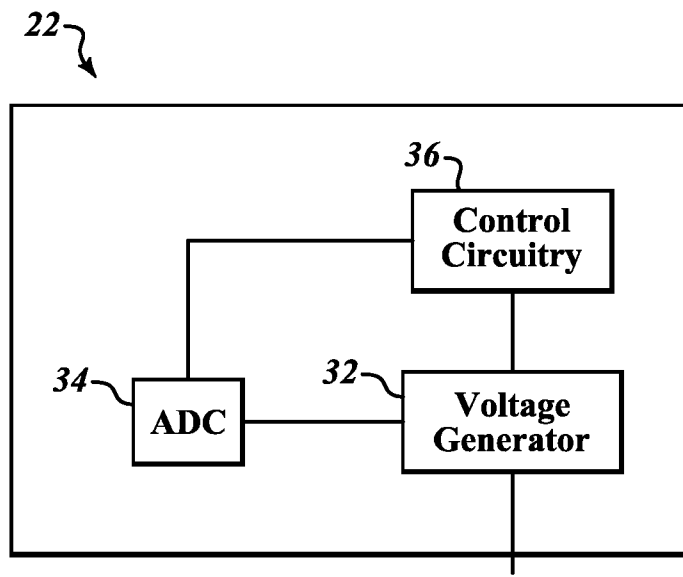 22
36
Control
Circuitry
34
ADC
32
Voltage
Generator